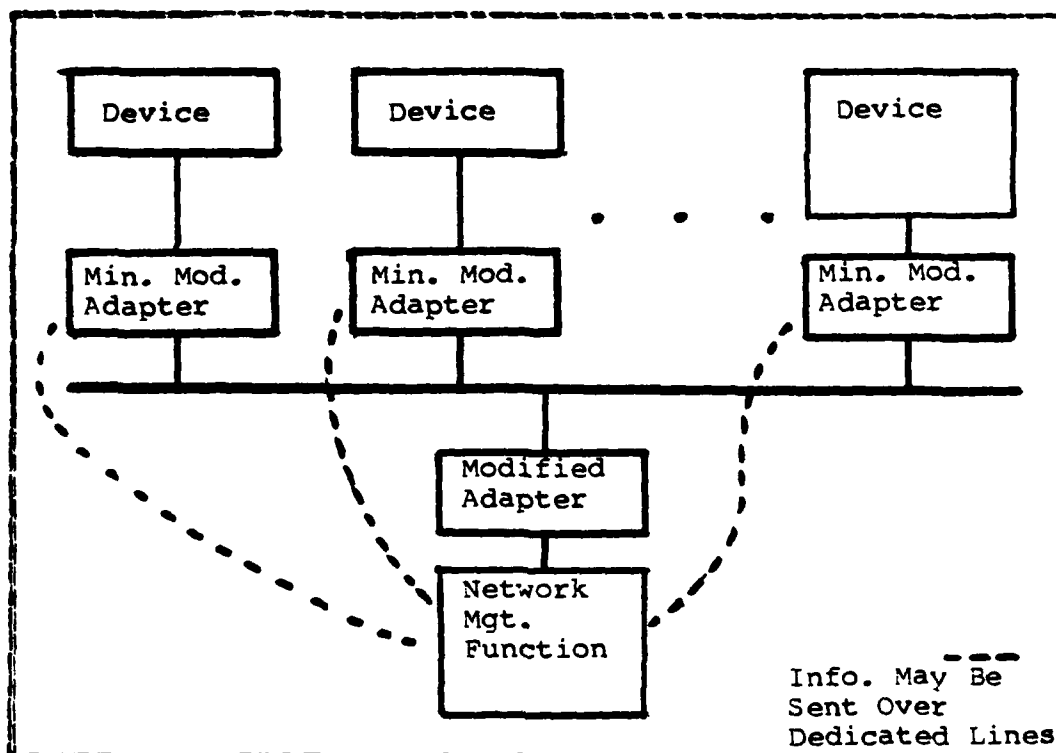 Device
Device
Device
Min. Mod.
Adapter
Min. Mod.
Adapter
Min. Mod.
Adapter
Modified
Adapter
Network
Mgt.
Function
Info. May Be
Sent Over
Dedicated Lines